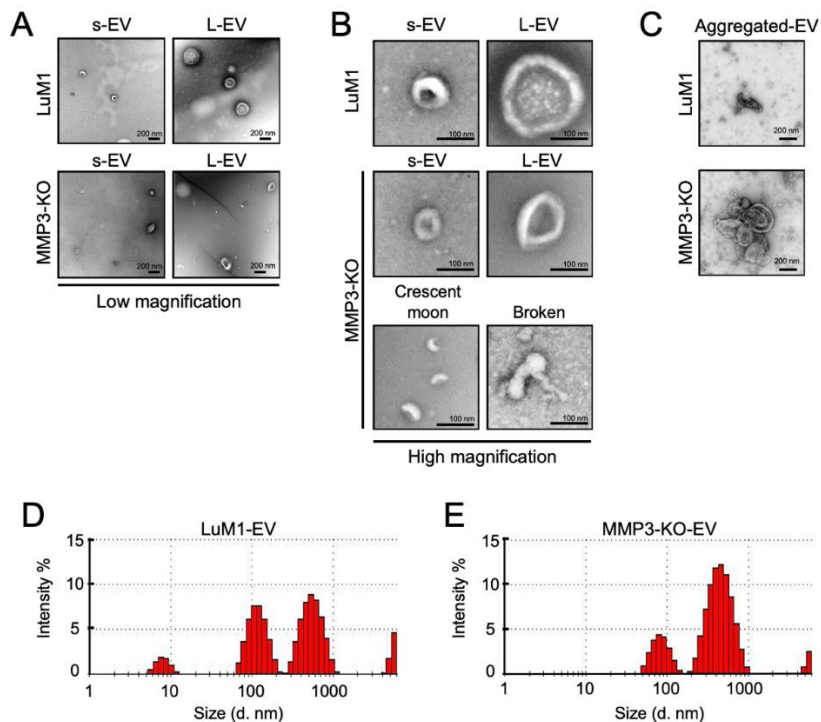 A
s-EV
L-EV
LuM1
200 nm
200 nm
s-EV
L-EV
MMP3-KO
200 nm
200 nm
Low magnification
B
s-EV
L-EV
LuM1
100 nm
100 nm
s-EV
L-EV
100 nm
100 nm
MMP3-KO
Crescent
moon
Broken
100 nm
100 nm
High magnification
C
Aggregated-EV
LuM1
200 nm
MMP3-KO
200 nm
D
LuM1-EV
Intensity %
15
10
5
0
1 10 100 1000
Size (d. nm)
E
MMP3-KO-EV
Intensity %
15
10
5
0
1 10 100 1000
Size (d. nm)